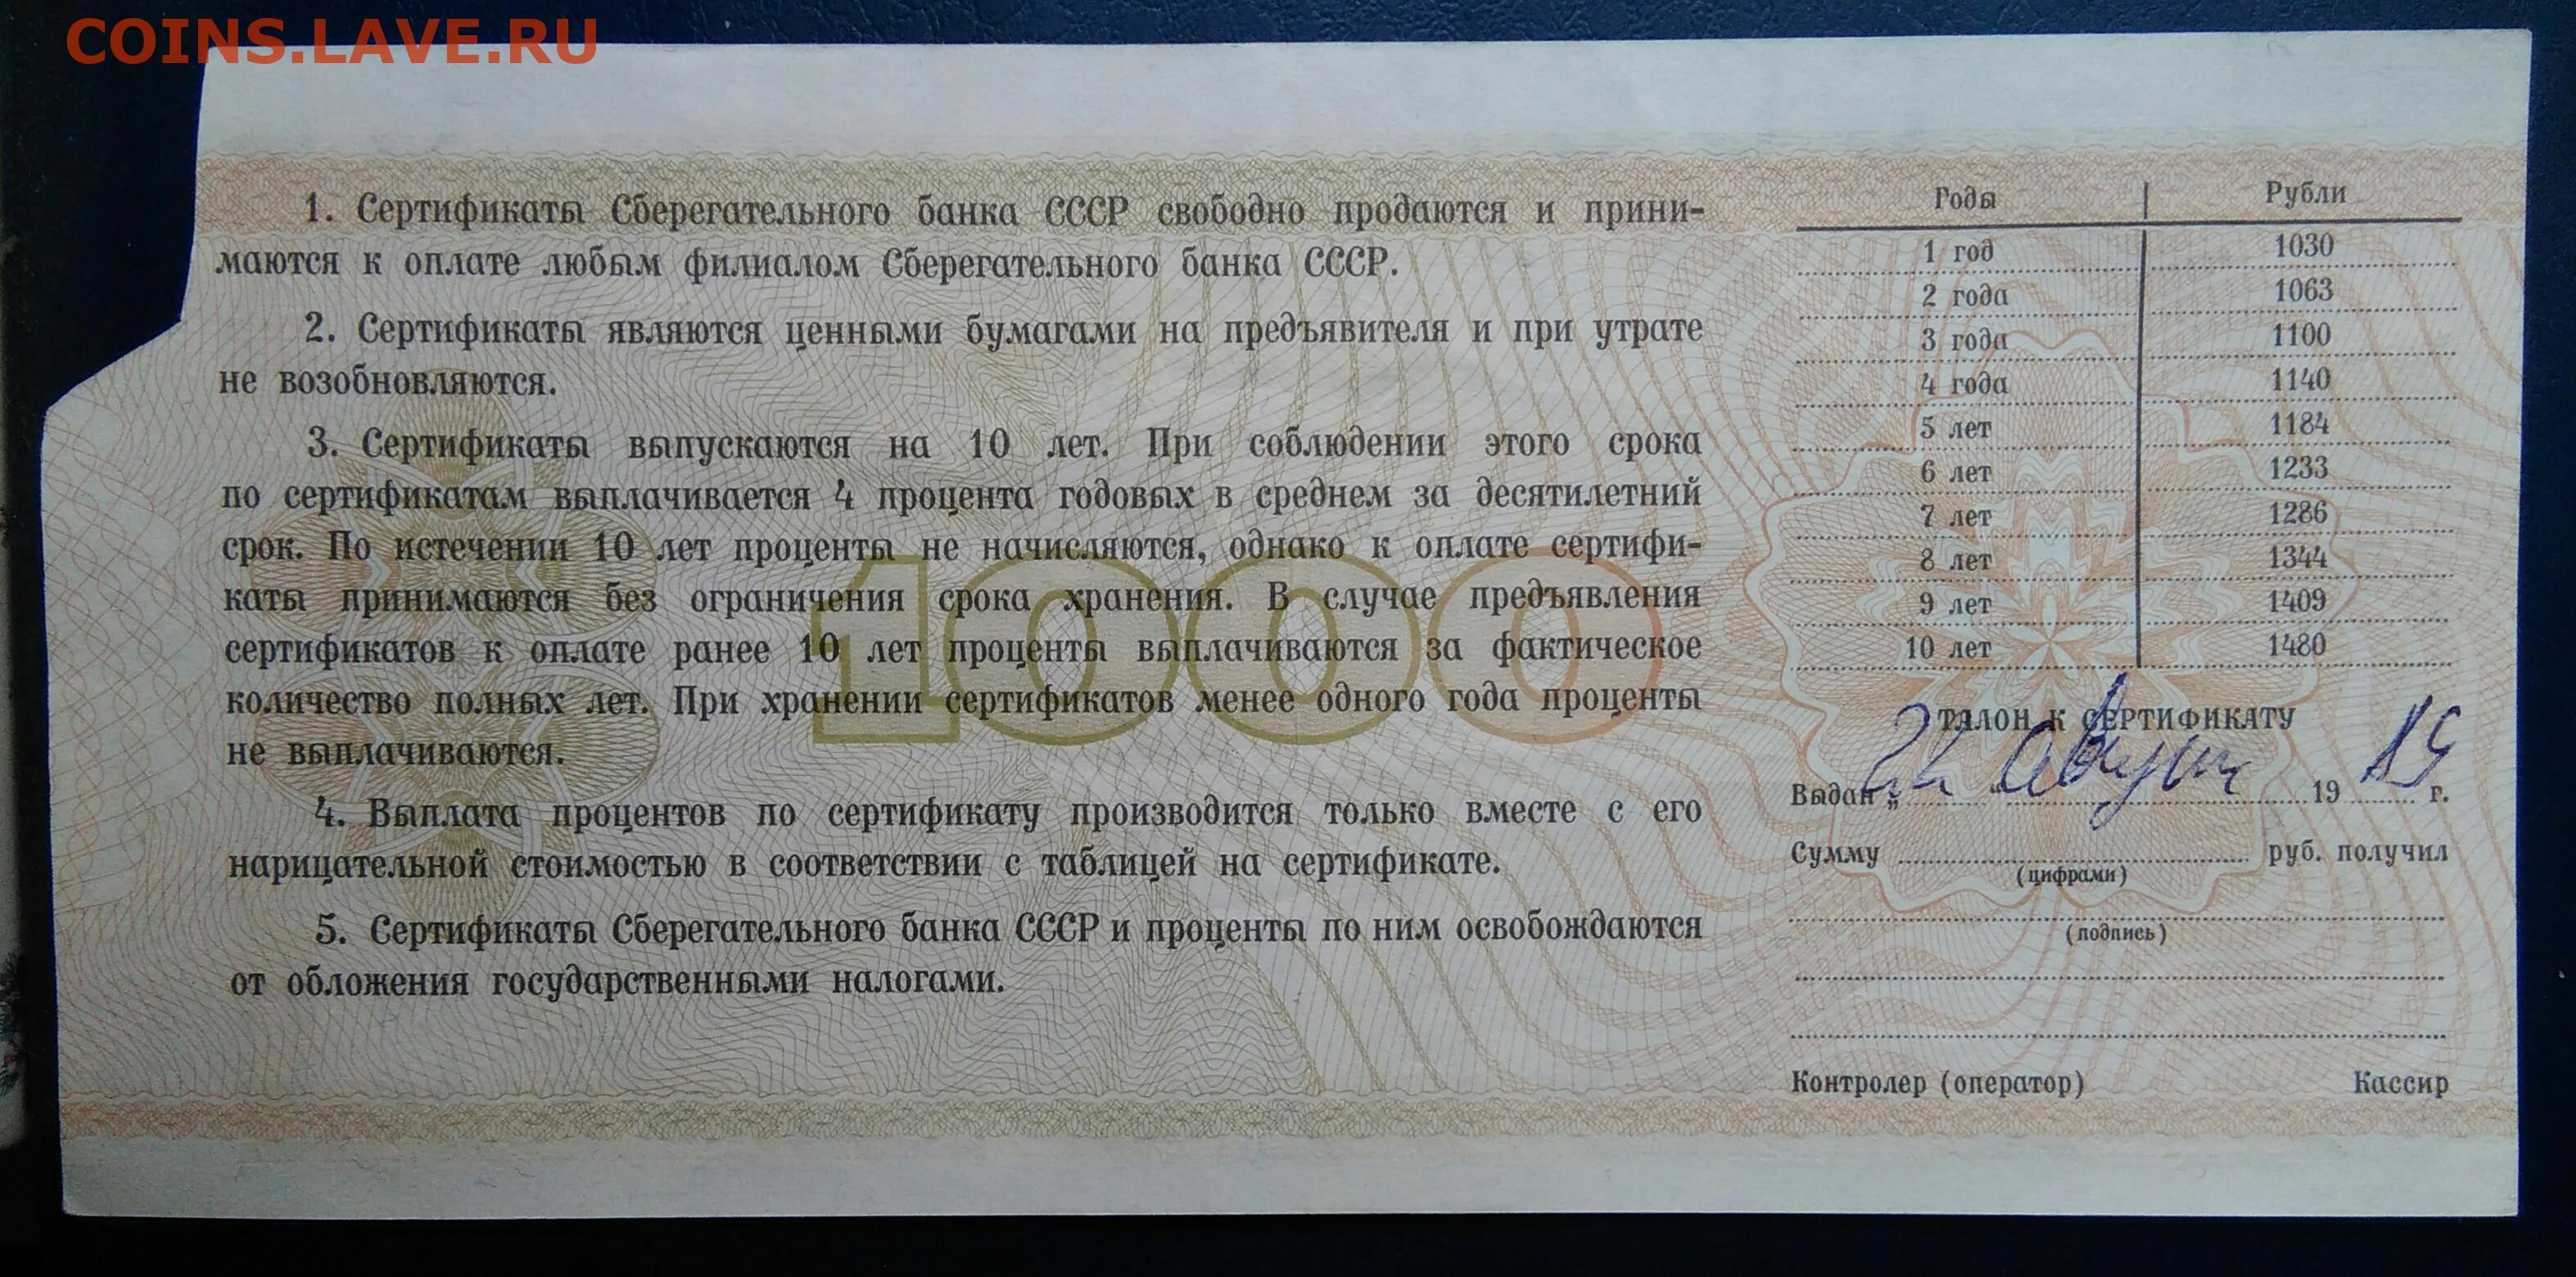 COINS.LAVE.RU
1. Сертификаты Сберегательного банка СССР свободно продаются и прини-
маются к оплате любым филиалом Сберегательного банка СССР.
2. Сертификаты являются ценными бумагами на предъявителя и при утрате
не возобновляются.
3. Сертификаты выпускаются на 10 лет. При соблюдении этого срока
по сертификатам выплачивается 4 процента годовых в среднем за десятилетний
срок. По истечении 10 лет проценты не начисляются, однако к оплате сертифи-
каты принимаются без ограничения срока хранения. В случае предъявления
сертификатов к оплате ранее 10 лет проценты выплачиваются за фактическое
количество полных лет. При хранении сертификатов менее одного года проценты
не выплачиваются.
4. Выплата процентов по сертификату производится только вместе с его
нарицательной стоимостью в соответствии с таблицей на сертификате.
5. Сертификаты Сберегательного банка СССР и проценты по ним освобождаются
от обложения государственными налогами.
1000
Годы Рубли
1 год 1030
2 года 1063
3 года 1100
4 года 1140
5 лет 1184
6 лет 1233
7 лет 1286
8 лет 1344
9 лет 1409
10 лет 1480
ТАЛОН К СЕРТИФИКАТУ
Выдан „22“ август 19 г.
Сумму руб. получил
(цифрами)
(подпись)
Контролер (оператор) Кассир